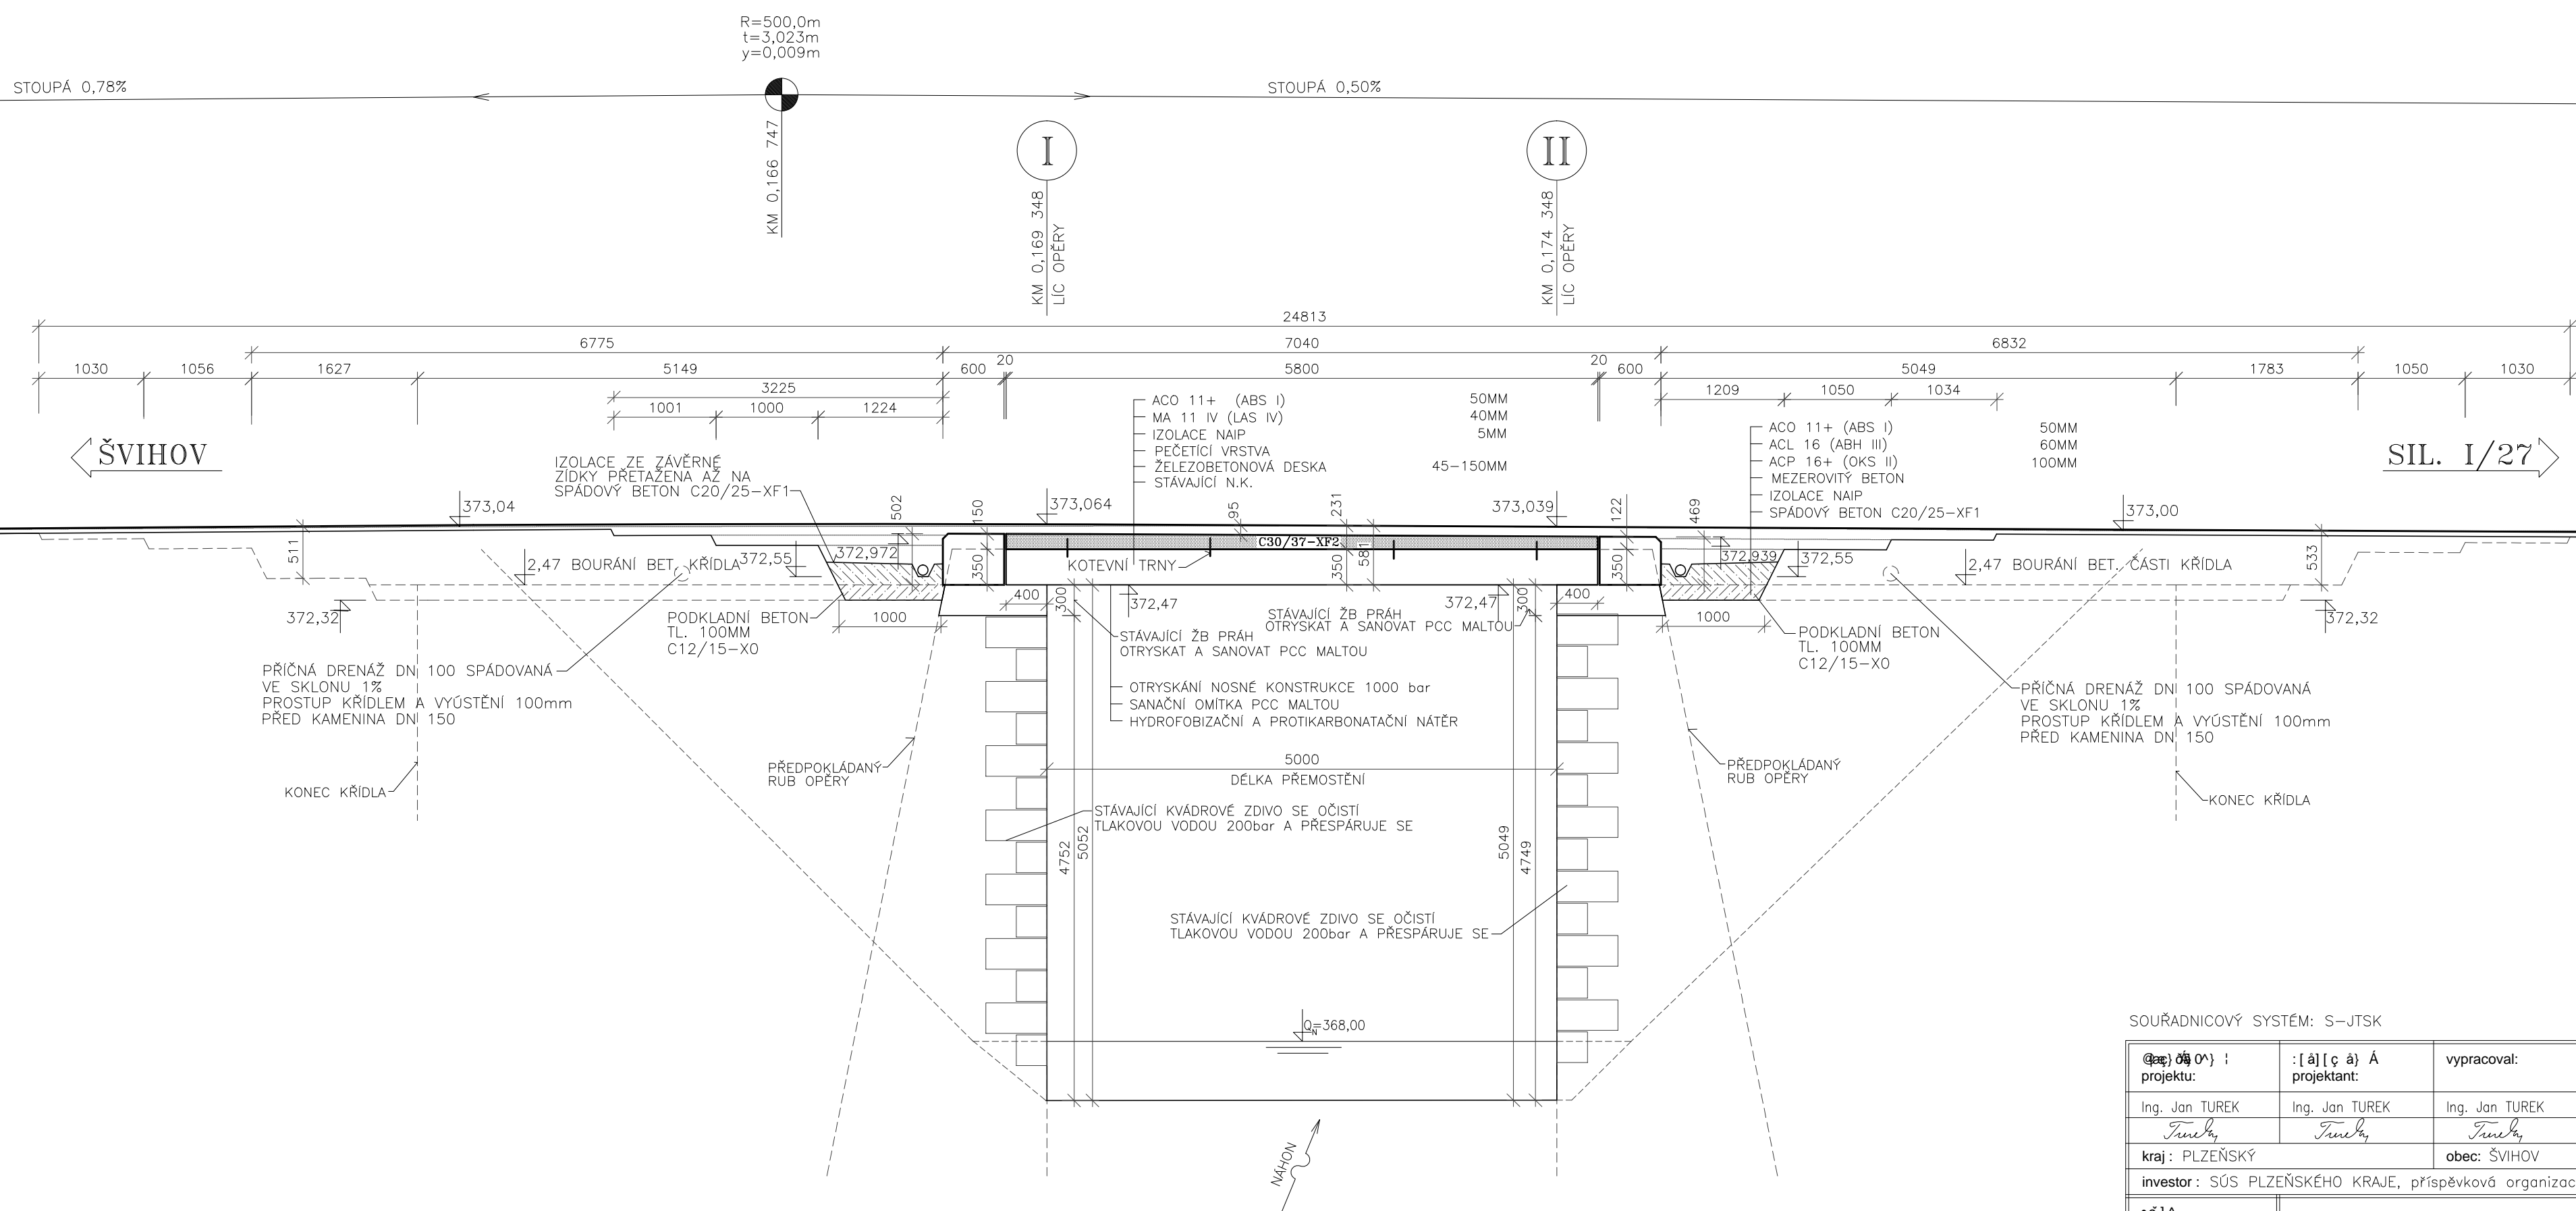 R=500,0m
t=3,023m
y=0,009m
STOUPÁ 0,78%
STOUPÁ 0,50%
KM 0,166 747
I
II
KM 0,169 348
LÍC OPĚRY
KM 0,174 348
LÍC OPĚRY
24813
6775
7040
6832
20
20
1030
1056
1627
5149
600
5800
600
5049
1783
1050
1030
3225
1209
1050
1034
1001
1000
1224
ŠVIHOV
SIL. I/27
ACO 11+ (ABS I) 50MM
MA 11 IV (LAS IV) 40MM
IZOLACE NAIP 5MM
PEČETÍCÍ VRSTVA
ŽELEZOBETONOVÁ DESKA 45-150MM
STÁVAJÍCÍ N.K.
ACO 11+ (ABS I) 50MM
ACL 16 (ABH III) 60MM
ACP 16+ (OKS II) 100MM
MEZEROVITÝ BETON
IZOLACE NAIP
SPÁDOVÝ BETON C20/25-XF1
IZOLACE ZE ZÁVĚRNÉ
ZÍDKY PŘETAŽENA AŽ NA
SPÁDOVÝ BETON C20/25-XF1
373,04
502
150
373,064
95
231
373,039
122
469
373,00
511
2,47 BOURÁNÍ BET. KŘÍDLA
372,55
372,972
350
C30/37-XF2
KOTEVNÍ TRNY
350
581
350
372,939
372,55
2,47 BOURÁNÍ BET. ČÁSTI KŘÍDLA
533
372,32
1000
400
300
372,47
372,47
300
400
1000
372,32
PODKLADNÍ BETON
TL. 100MM
C12/15-X0
STÁVAJÍCÍ ŽB PRÁH
OTRYSKAT A SANOVAT PCC MALTOU
STÁVAJÍCÍ ŽB PRÁH
OTRYSKAT A SANOVAT PCC MALTOU
PODKLADNÍ BETON
TL. 100MM
C12/15-X0
PŘÍČNÁ DRENÁŽ DN 100 SPÁDOVANÁ
VE SKLONU 1%
PROSTUP KŘÍDLEM A VYÚSTĚNÍ 100mm
PŘED KAMENINA DN 150
OTRYSKÁNÍ NOSNÉ KONSTRUKCE 1000 bar
SANAČNÍ OMÍTKA PCC MALTOU
HYDROFOBIZAČNÍ A PROTIKARBONATAČNÍ NÁTĚR
PŘÍČNÁ DRENÁŽ DN 100 SPÁDOVANÁ
VE SKLONU 1%
PROSTUP KŘÍDLEM A VYÚSTĚNÍ 100mm
PŘED KAMENINA DN 150
KONEC KŘÍDLA
PŘEDPOKLÁDANÝ
RUB OPĚRY
5000
DÉLKA PŘEMOSTĚNÍ
PŘEDPOKLÁDANÝ
RUB OPĚRY
KONEC KŘÍDLA
STÁVAJÍCÍ KVÁDROVÉ ZDIVO SE OČISTÍ
TLAKOVOU VODOU 200bar A PŘESPÁRUJE SE
4752
5052
5049
4749
STÁVAJÍCÍ KVÁDROVÉ ZDIVO SE OČISTÍ
TLAKOVOU VODOU 200bar A PŘESPÁRUJE SE
QN=368,00
NÁHON
SOUŘADNICOVÝ SYSTÉM: S-JTSK
projektu:
projektant:
vypracoval:
Ing. Jan TUREK
Ing. Jan TUREK
Ing. Jan TUREK
kraj : PLZEŇSKÝ
obec: ŠVIHOV
investor : SÚS PLZEŇSKÉHO KRAJE, příspěvková organizac